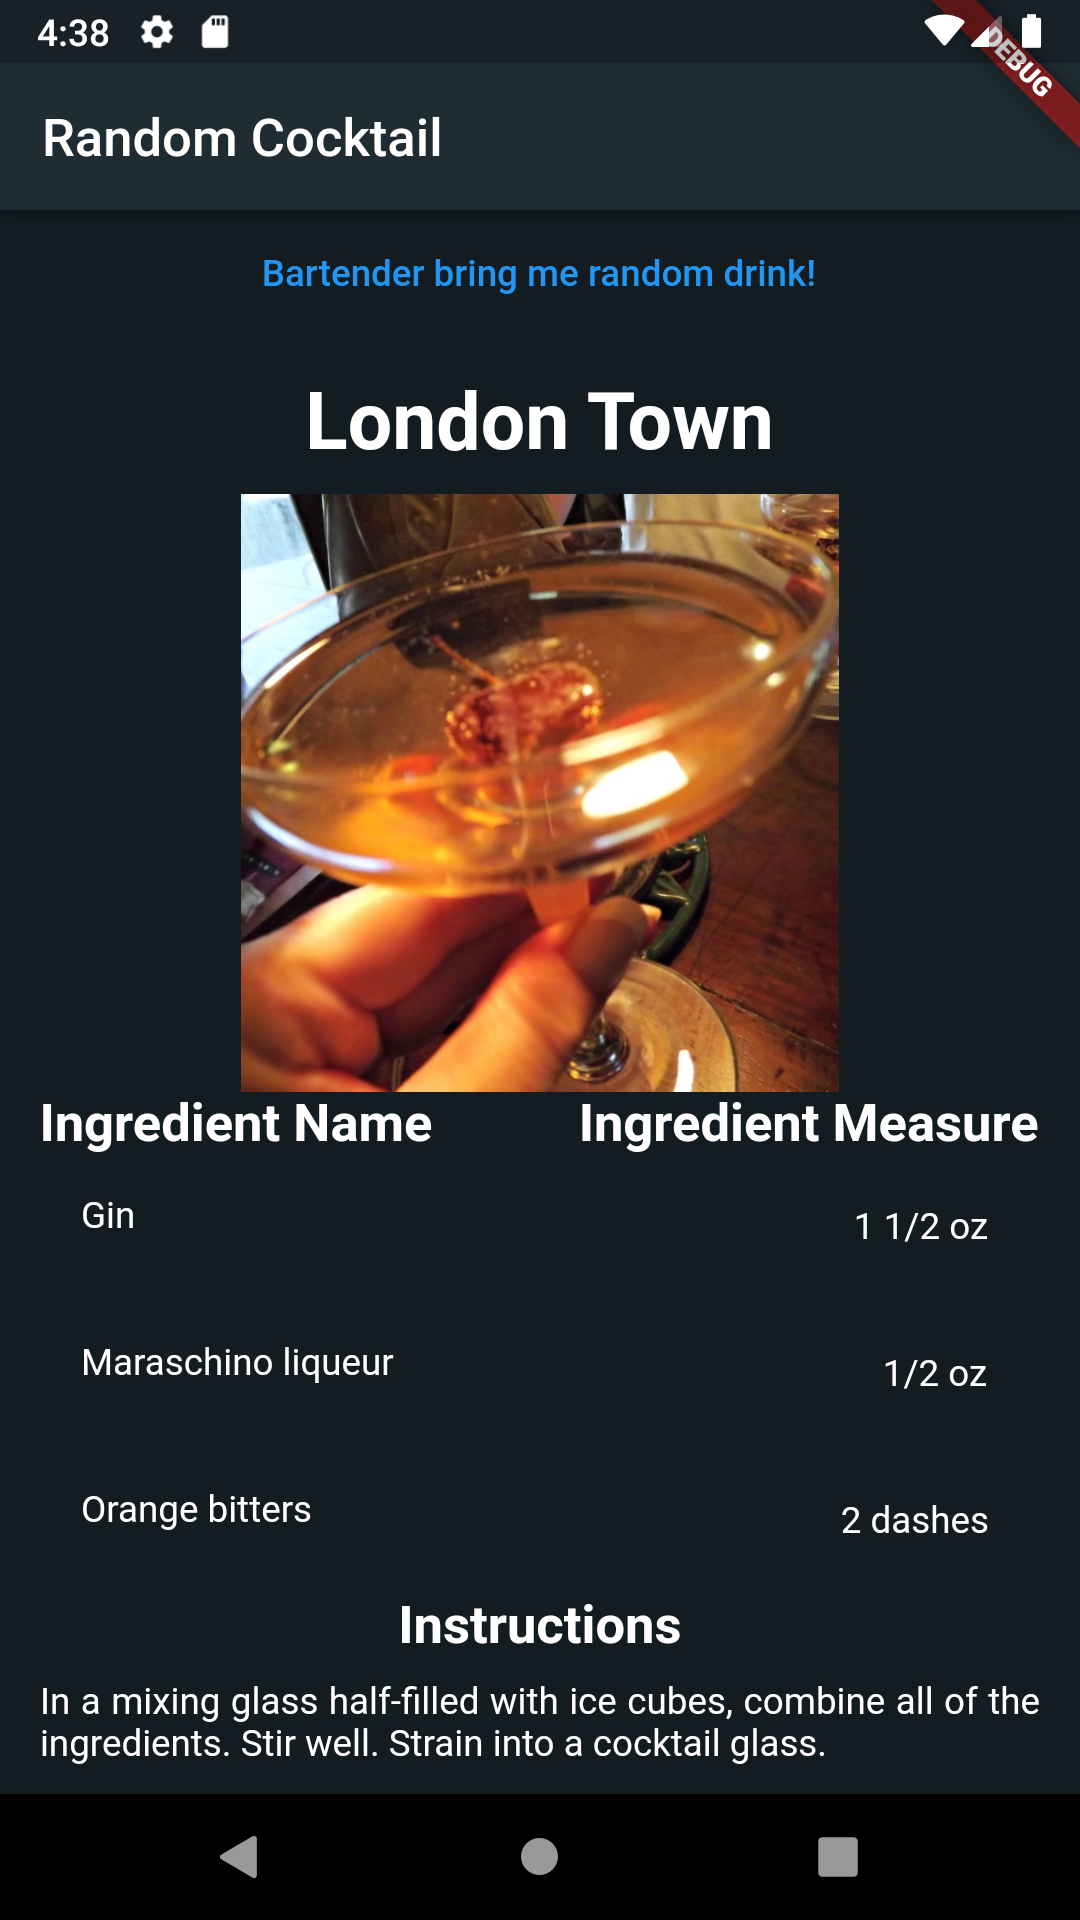 4:38
DEBUG
Random Cocktail
Bartender bring me random drink!
London Town
Ingredient Name Ingredient Measure
Gin 1 1/2 oz
Maraschino liqueur 1/2 oz
Orange bitters 2 dashes
Instructions
In a mixing glass half-filled with ice cubes, combine all of the
ingredients. Stir well. Strain into a cocktail glass.